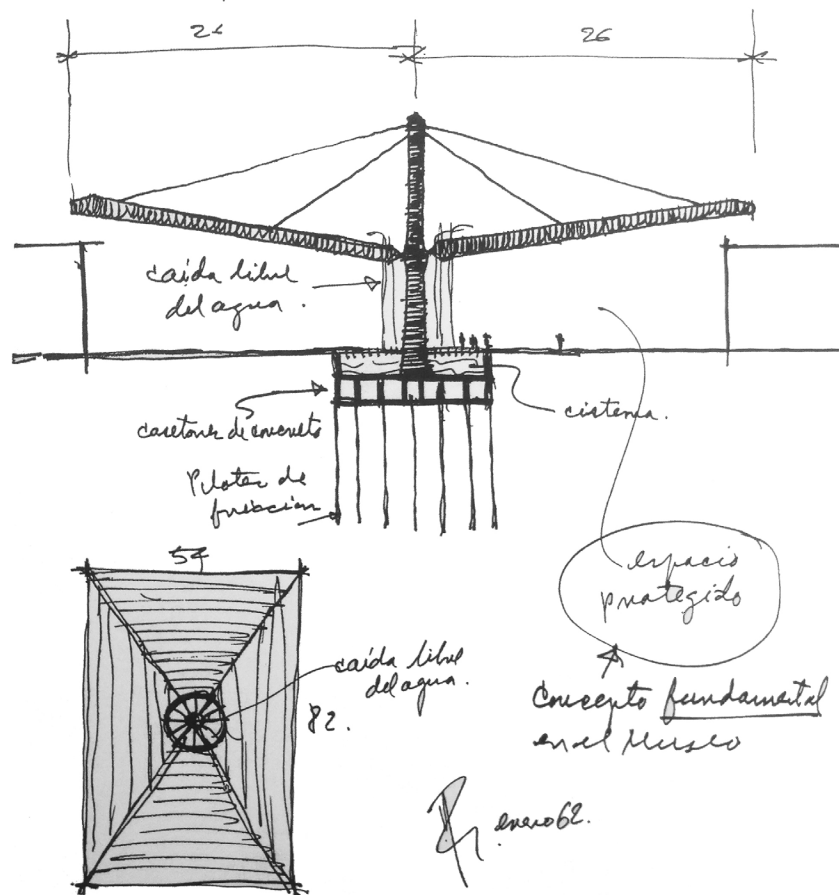 26
26
caída libre
del agua.
casetones de concreto
cisterna.
Pilotes de
fricción
54
espacio
protegido
caída libre
del agua.
82.
concepto fundamental
en el Museo
enero 62.